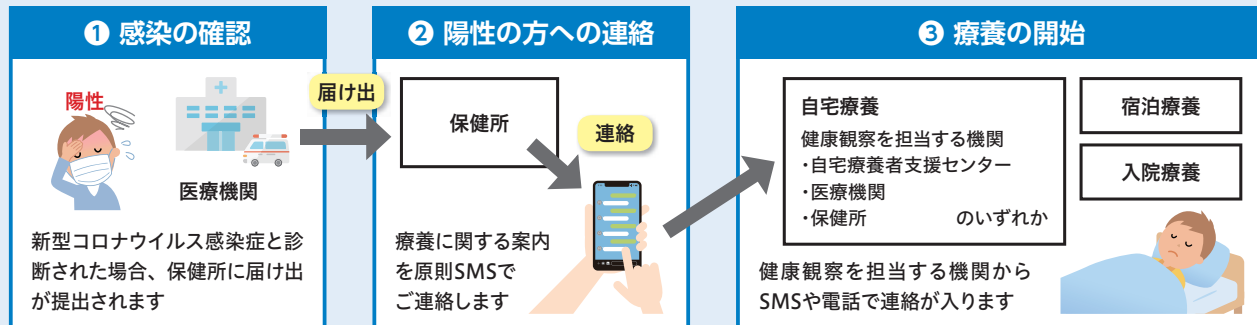 ❶ 感染の確認
陽性
医療機関
新型コロナウイルス感染症と診
断された場合、保健所に届け出
が提出されます
届け出
❷ 陽性の方への連絡
保健所
連絡
療養に関する案内
を原則SMSで
ご連絡します
❸ 療養の開始
自宅療養
健康観察を担当する機関
・自宅療養者支援センター
・医療機関
・保健所 のいずれか
宿泊療養
入院療養
健康観察を担当する機関から
SMSや電話で連絡が入ります